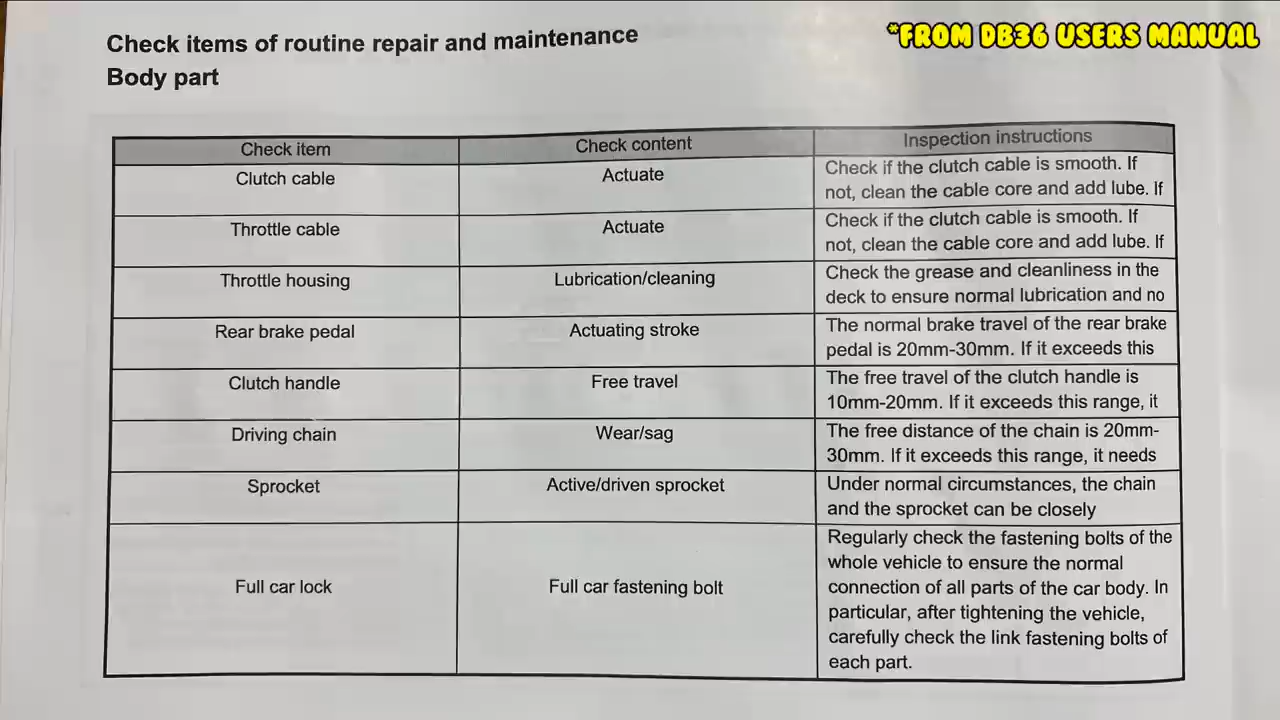 Check items of routine repair and maintenance
*FROM DB36 USERS MANUAL
Body part
Check item Check content Inspection instructions
Clutch cable Actuate Check if the clutch cable is smooth. If
not, clean the cable core and add lube. If
Throttle cable Actuate Check if the clutch cable is smooth. If
not, clean the cable core and add lube. If
Throttle housing Lubrication/cleaning Check the grease and cleanliness in the
deck to ensure normal lubrication and no
Rear brake pedal Actuating stroke The normal brake travel of the rear brake
pedal is 20mm-30mm. If it exceeds this
Clutch handle Free travel The free travel of the clutch handle is
10mm-20mm. If it exceeds this range, it
Driving chain Wear/sag The free distance of the chain is 20mm-
30mm. If it exceeds this range, it needs
Sprocket Active/driven sprocket Under normal circumstances, the chain
and the sprocket can be closely
Full car lock Full car fastening bolt Regularly check the fastening bolts of the
whole vehicle to ensure the normal
connection of all parts of the car body. In
particular, after tightening the vehicle,
carefully check the link fastening bolts of
each part.